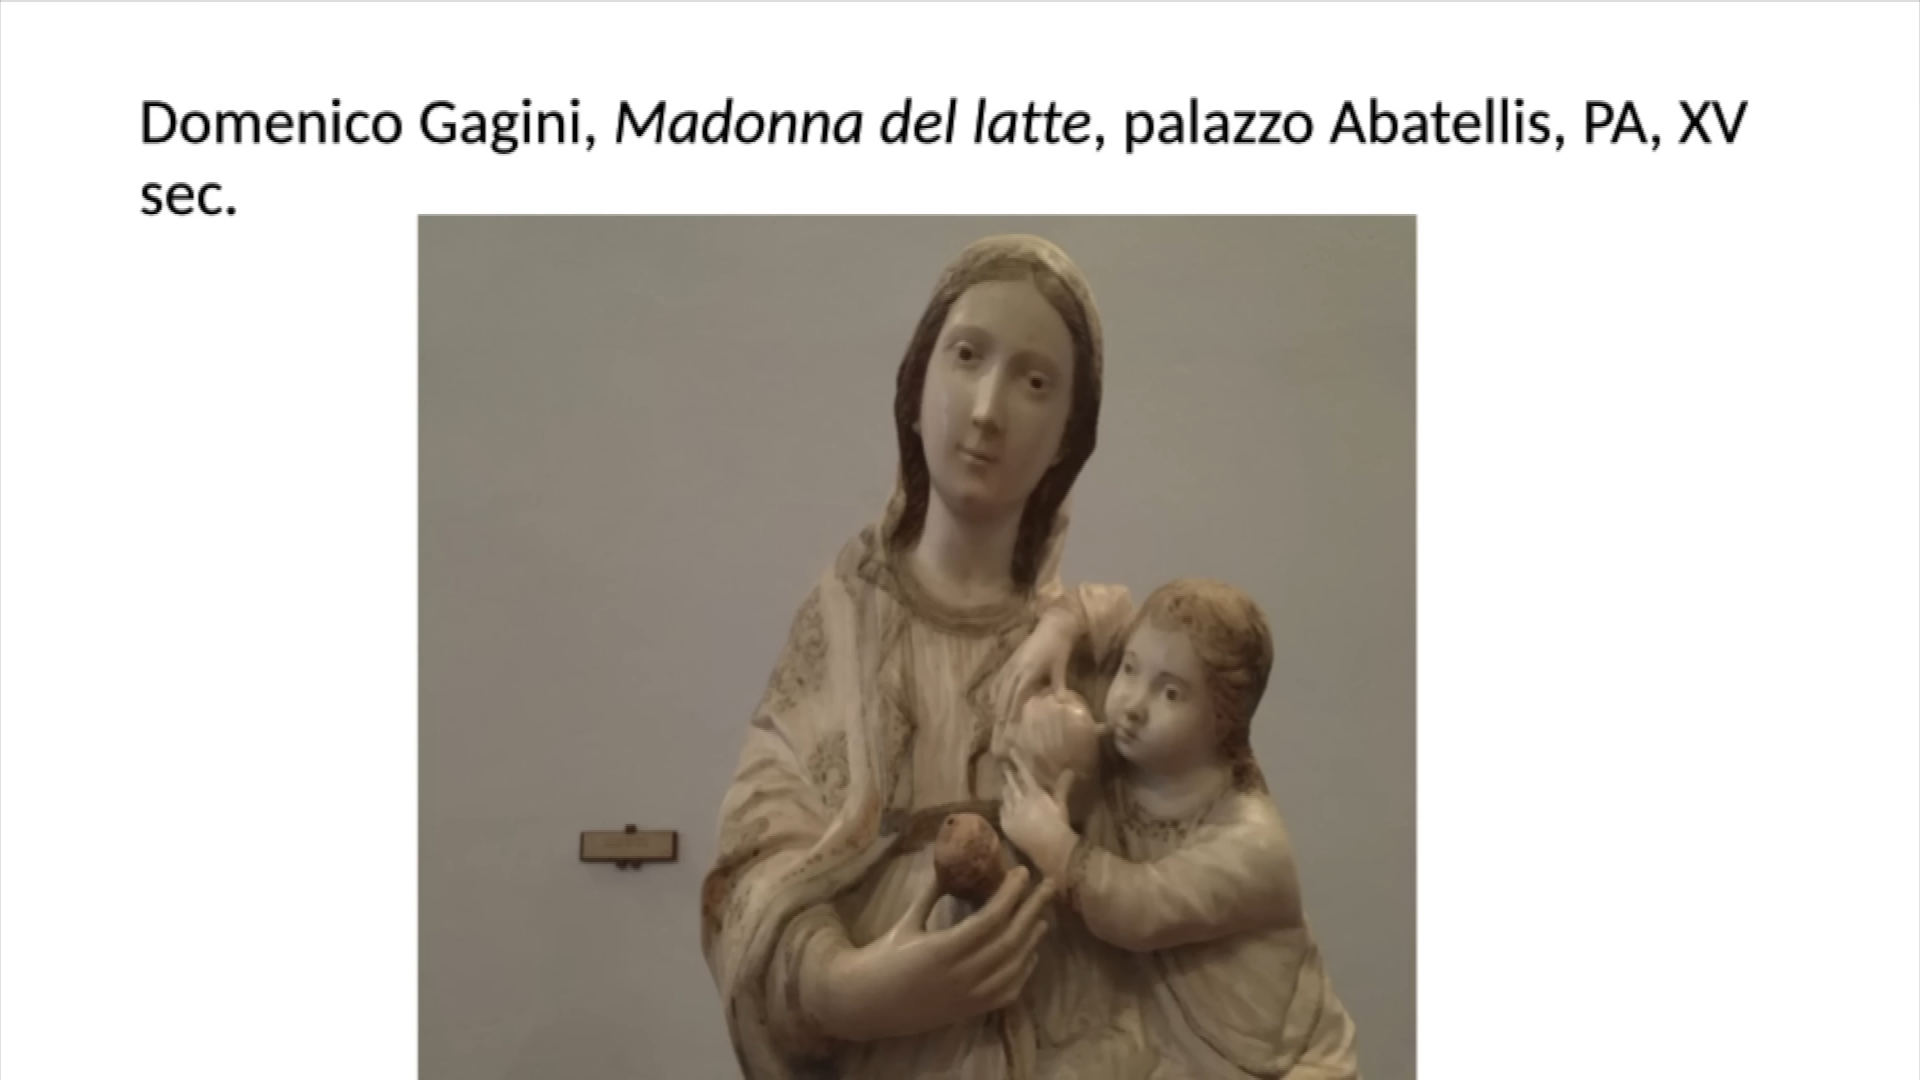 Domenico Gagini, Madonna del latte, palazzo Abatellis, PA, XV
sec.